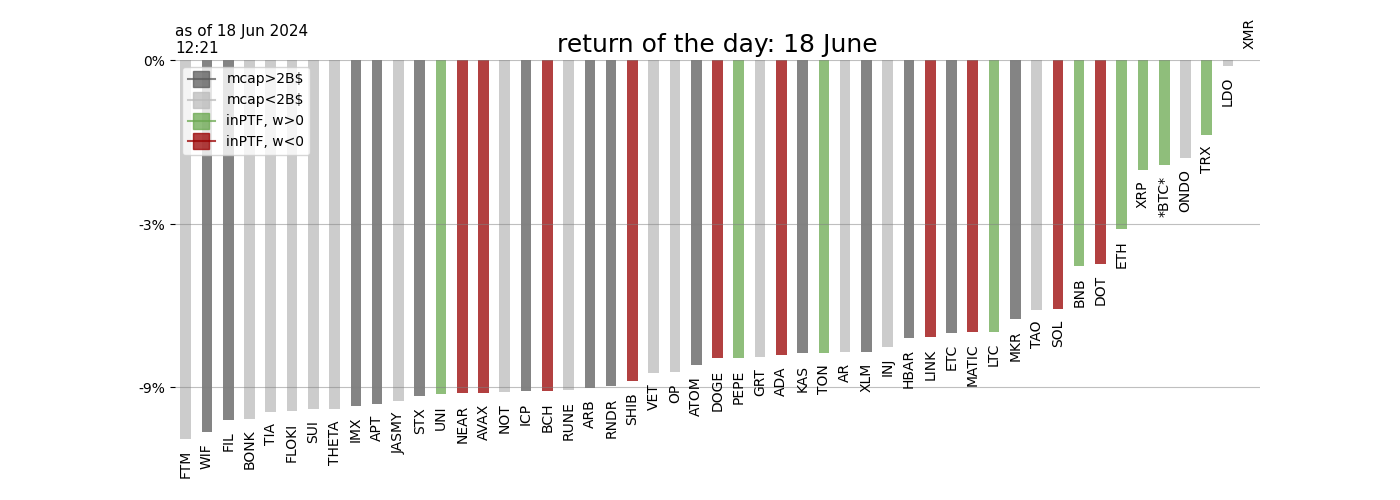 as of 18 Jun 2024
12:21
return of the day: 18 June
XMR
0%
mcap>2B$
mcap<2B$
inPTF, w>0
inPTF, w<0
-3%
-9%
FTM
WIF
FIL
BONK
TIA
FLOKI
SUI
THETA
IMX
APT
JASMY
STX
UNI
NEAR
AVAX
NOT
ICP
BCH
RUNE
ARB
RNDR
SHIB
VET
OP
ATOM
DOGE
PEPE
GRT
ADA
KAS
TON
AR
XLM
INJ
HBAR
LINK
ETC
MATIC
LTC
MKR
TAO
SOL
BNB
DOT
ETH
XRP
*BTC*
ONDO
TRX
LDO